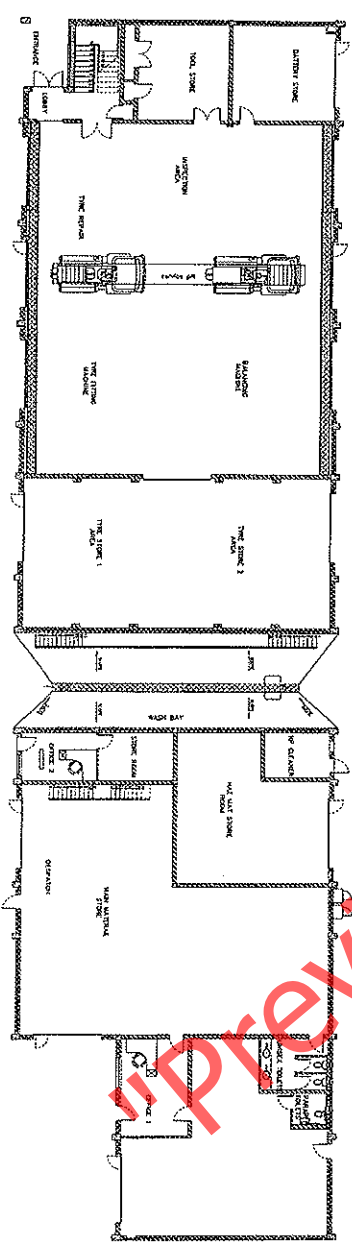 ENTRANCE
LOBBY
TOOL STORE
BATTERY STORE
INSPECTION
AREA
TYRE REPAIR
TYRE FITTING
MACHINE
BALANCING
MACHINE
TYRE STORE 1
AREA
TYRE STORE 2
AREA
WASH BAY
OFFICE 2
STORE ROOM
HAZ MAT STORE
ROOM
HP CLEANER
DESPATCH
MAIN MATERIAL
STORE
OFFICE 1
"Prev